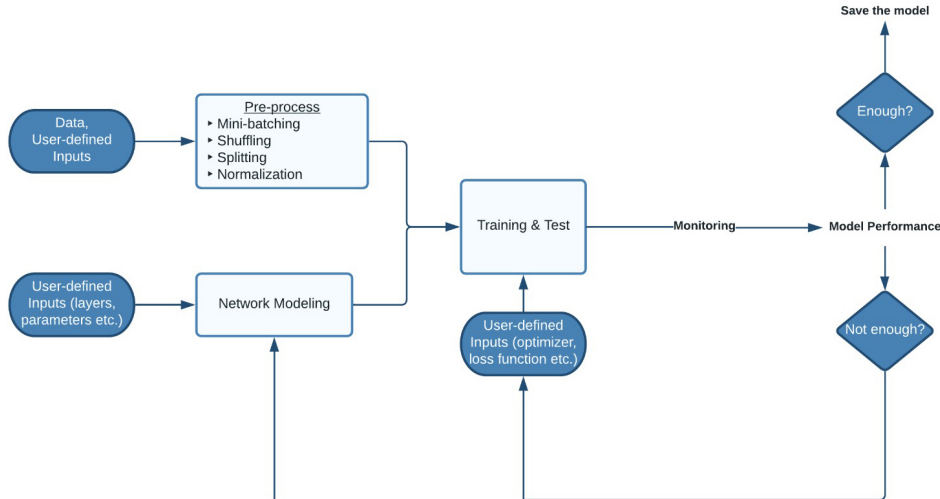 Save the model
Enough?
Data,
User-defined
Inputs
Pre-process
‣ Mini-batching
‣ Shuffling
‣ Splitting
‣ Normalization
Training & Test
Monitoring
Model Performance
User-defined
Inputs (layers,
parameters etc.)
Network Modeling
User-defined
Inputs (optimizer,
loss function etc.)
Not enough?